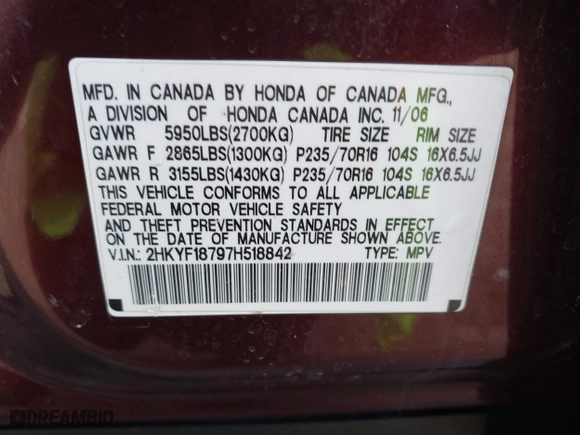 MFD. IN CANADA BY HONDA OF CANADA MFG.,
A DIVISION OF HONDA CANADA INC. 11/06
GVWR 5950LBS(2700KG) TIRE SIZE RIM SIZE
GAWR F 2865LBS(1300KG) P235/70R16 104S 16X6.5JJ
GAWR R 3155LBS(1430KG) P235/70R16 104S 16X6.5JJ
THIS VEHICLE CONFORMS TO ALL APPLICABLE
FEDERAL MOTOR VEHICLE SAFETY
AND THEFT PREVENTION STANDARDS IN EFFECT
ON THE DATE OF MANUFACTURE SHOWN ABOVE.
V.I.N.: 2HKYF18797H518842 TYPE: MPV
DREAMBID